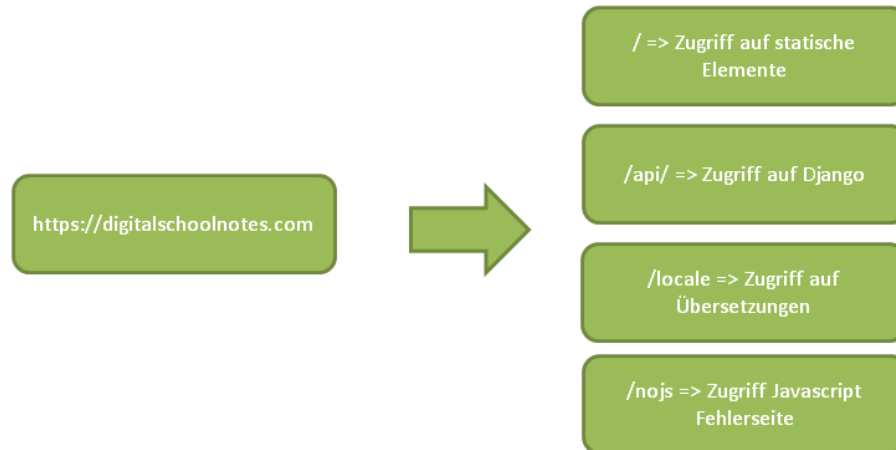 https://digitalschoolnotes.com
/ => Zugriff auf statische
Elemente
/api/ => Zugriff auf Django
/locale => Zugriff auf
Übersetzungen
/nojs => Zugriff Javascript
Fehlerseite